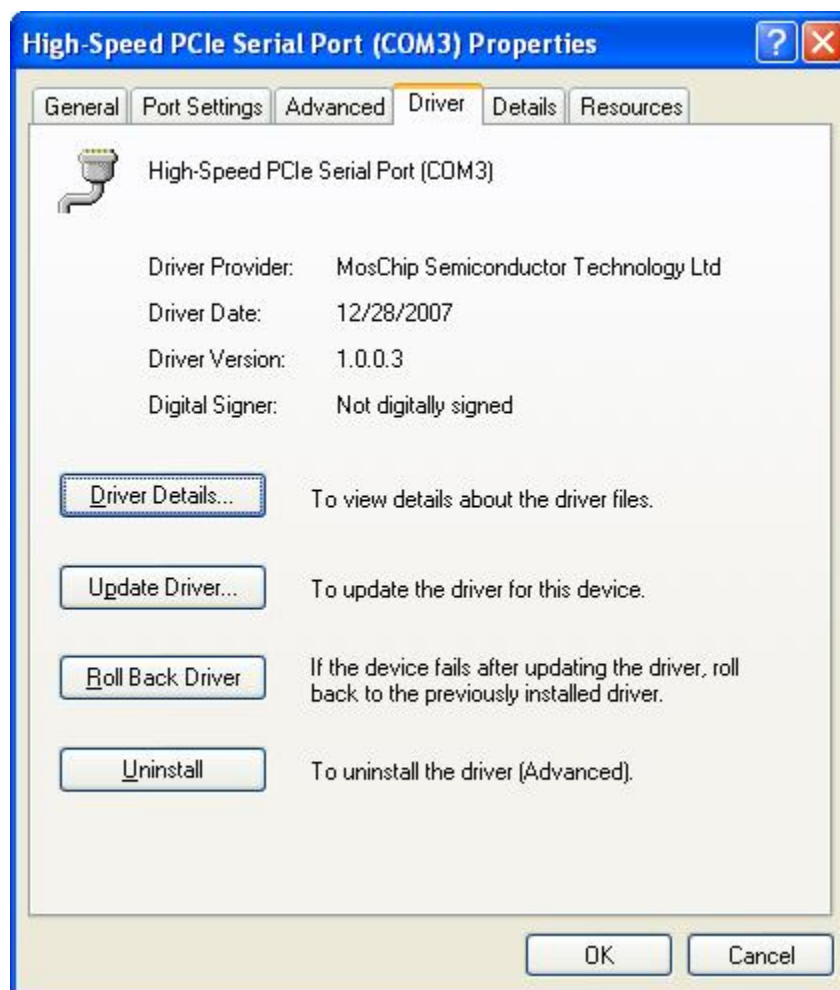 High-Speed PCIe Serial Port (COM3) Properties
General Port Settings Advanced Driver Details Resources
High-Speed PCIe Serial Port (COM3)
Driver Provider: MosChip Semiconductor Technology Ltd
Driver Date: 12/28/2007
Driver Version: 1.0.0.3
Digital Signer: Not digitally signed
Driver Details... To view details about the driver files.
Update Driver... To update the driver for this device.
Roll Back Driver If the device fails after updating the driver, roll
back to the previously installed driver.
Uninstall To uninstall the driver (Advanced).
OK Cancel